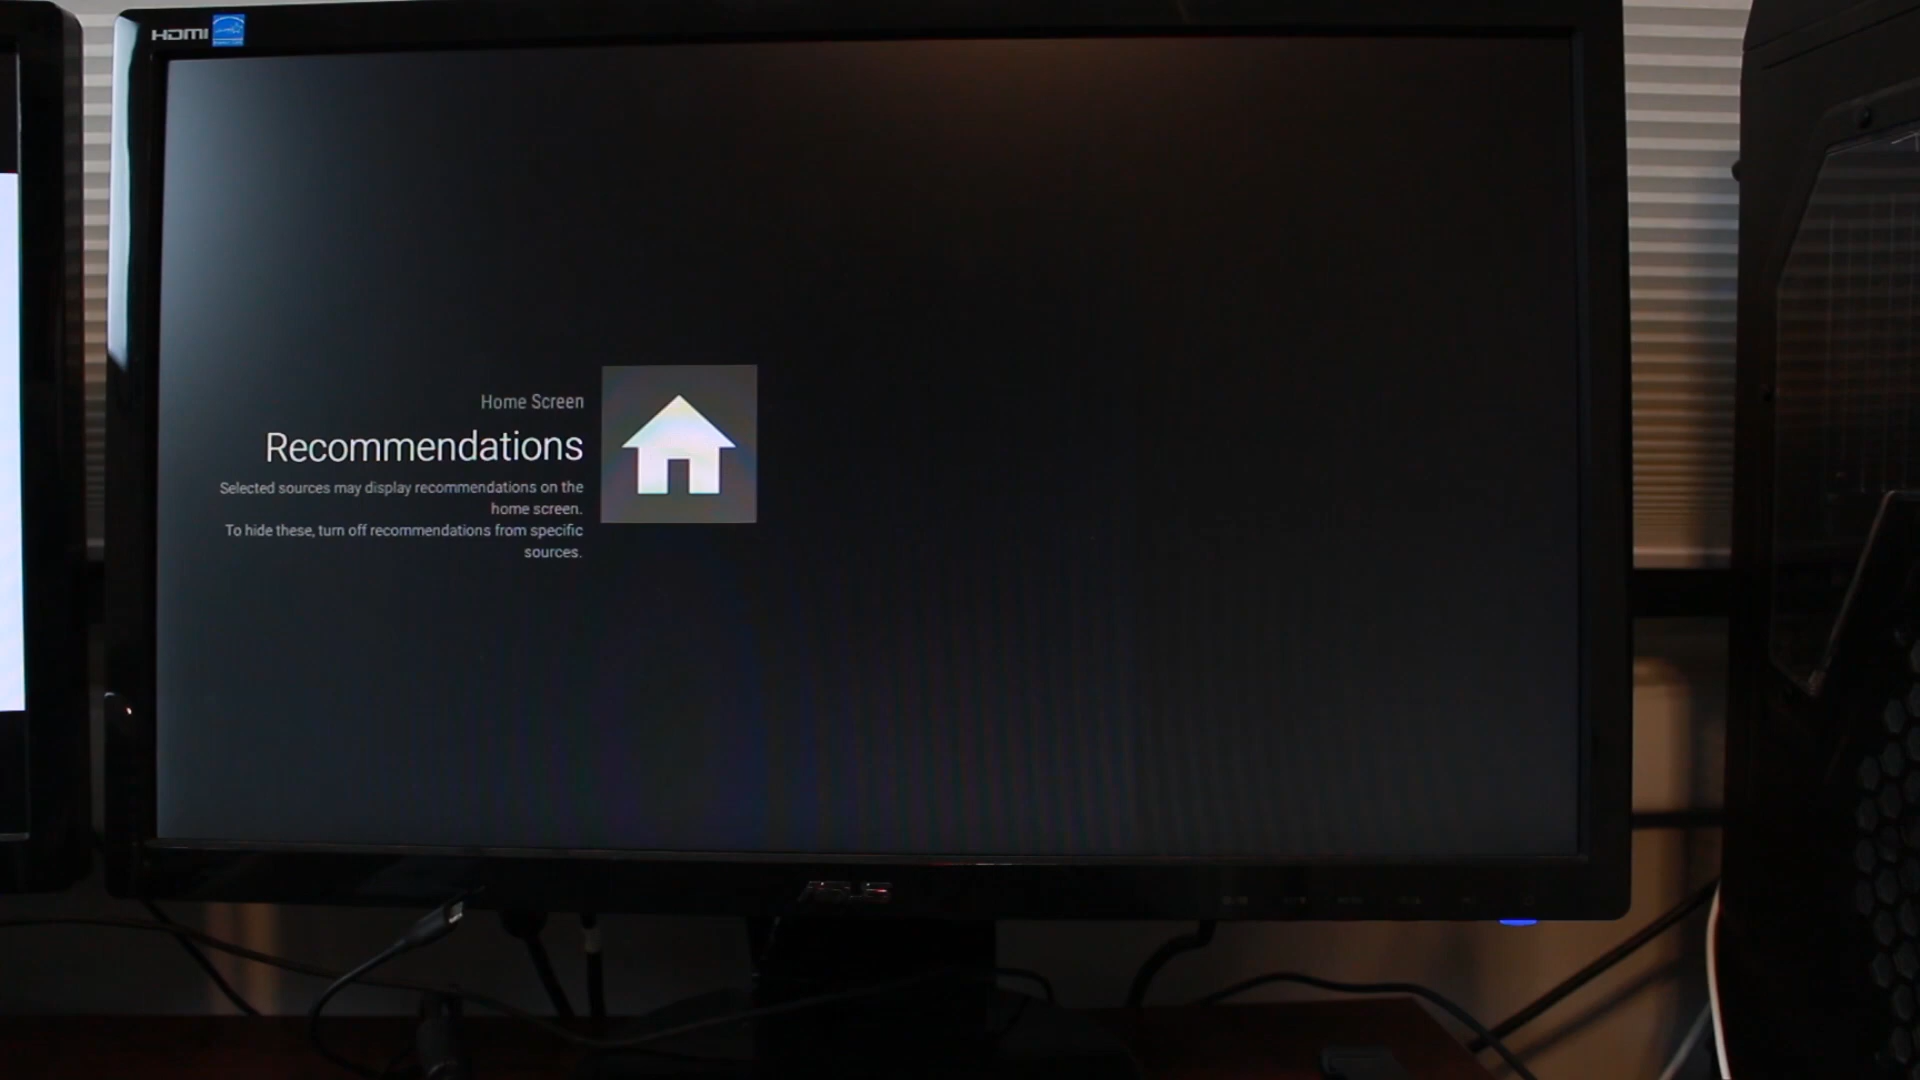 HDMI
Home Screen
Recommendations
Selected sources may display recommendations on the
home screen.
To hide these, turn off recommendations from specific
sources.
ASUS